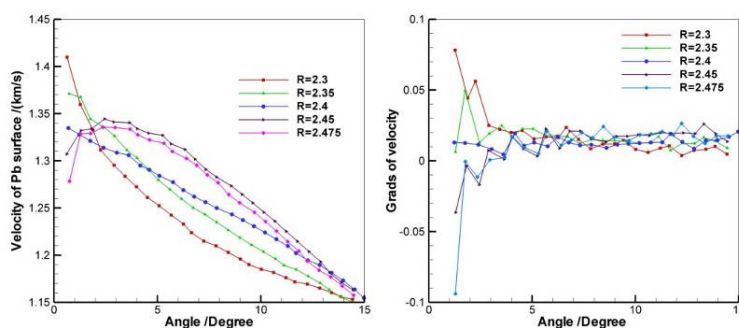 1.45
1.4
1.35
1.3
1.25
1.2
1.15
Velocity of Pb surface /(km/s)
0
5
10
15
Angle /Degree
R=2.3
R=2.35
R=2.4
R=2.45
R=2.475
0.1
0.05
0
-0.05
-0.1
Grads of velocity
0
5
10
15
Angle /Degree
R=2.3
R=2.35
R=2.4
R=2.45
R=2.475